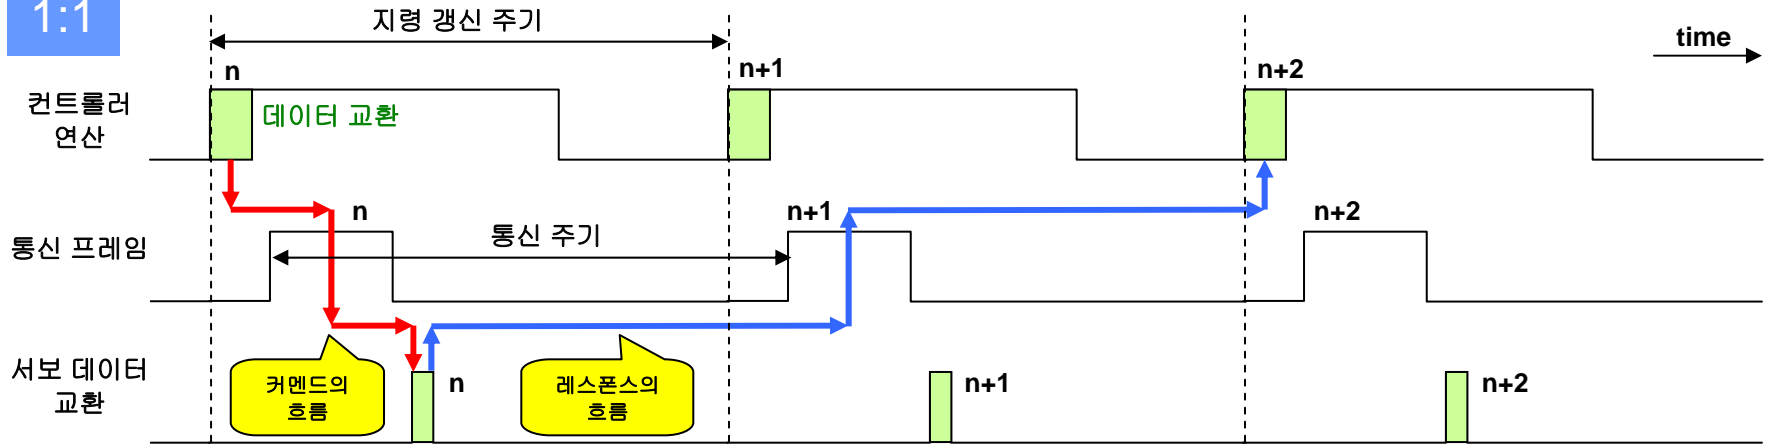 1:1
지령 갱신 주기
time
n
n+1
n+2
컨트롤러
연산
데이터 교환
n
n+1
n+2
통신 프레임
통신 주기
서보 데이터
교환
커멘드의
흐름
n
레스폰스의
흐름
n+1
n+2